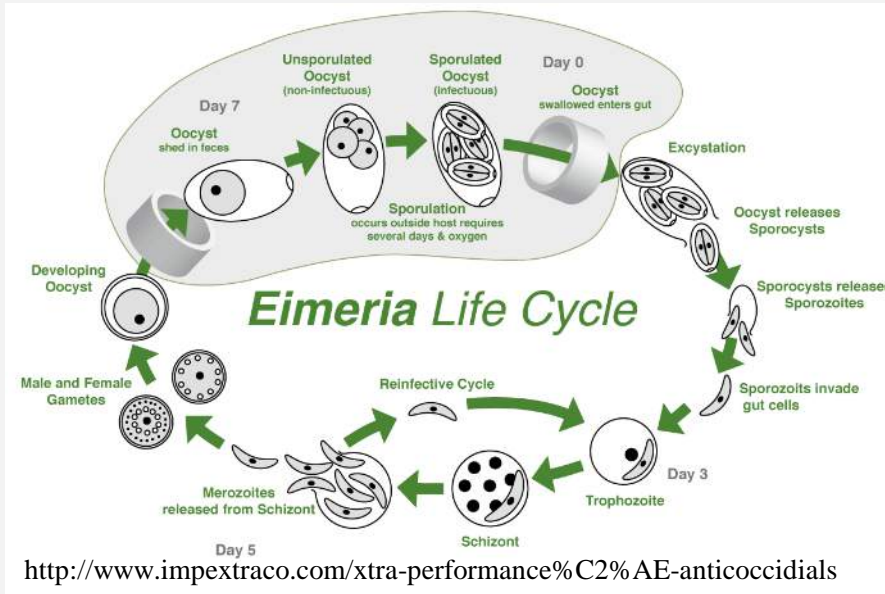 Day 7
Oocyst
shed in feces
Unsporulated
Oocyst
(non-infectuous)
Sporulated
Oocyst
(infectuous)
Day 0
Oocyst
swallowed enters gut
Sporulation
occurs outside host requires
several days & oxygen
Excystation
Oocyst releases
Sporocysts
Sporocysts release
Sporozoites
Sporozoits invade
gut cells
Day 3
Trophozoite
Schizont
Reinfective Cycle
Merozoites
released from Schizont
Day 5
Male and Female
Gametes
Developing
Oocyst
Eimeria Life Cycle
http://www.impextraco.com/xtra-performance%C2%AE-anticoccidials